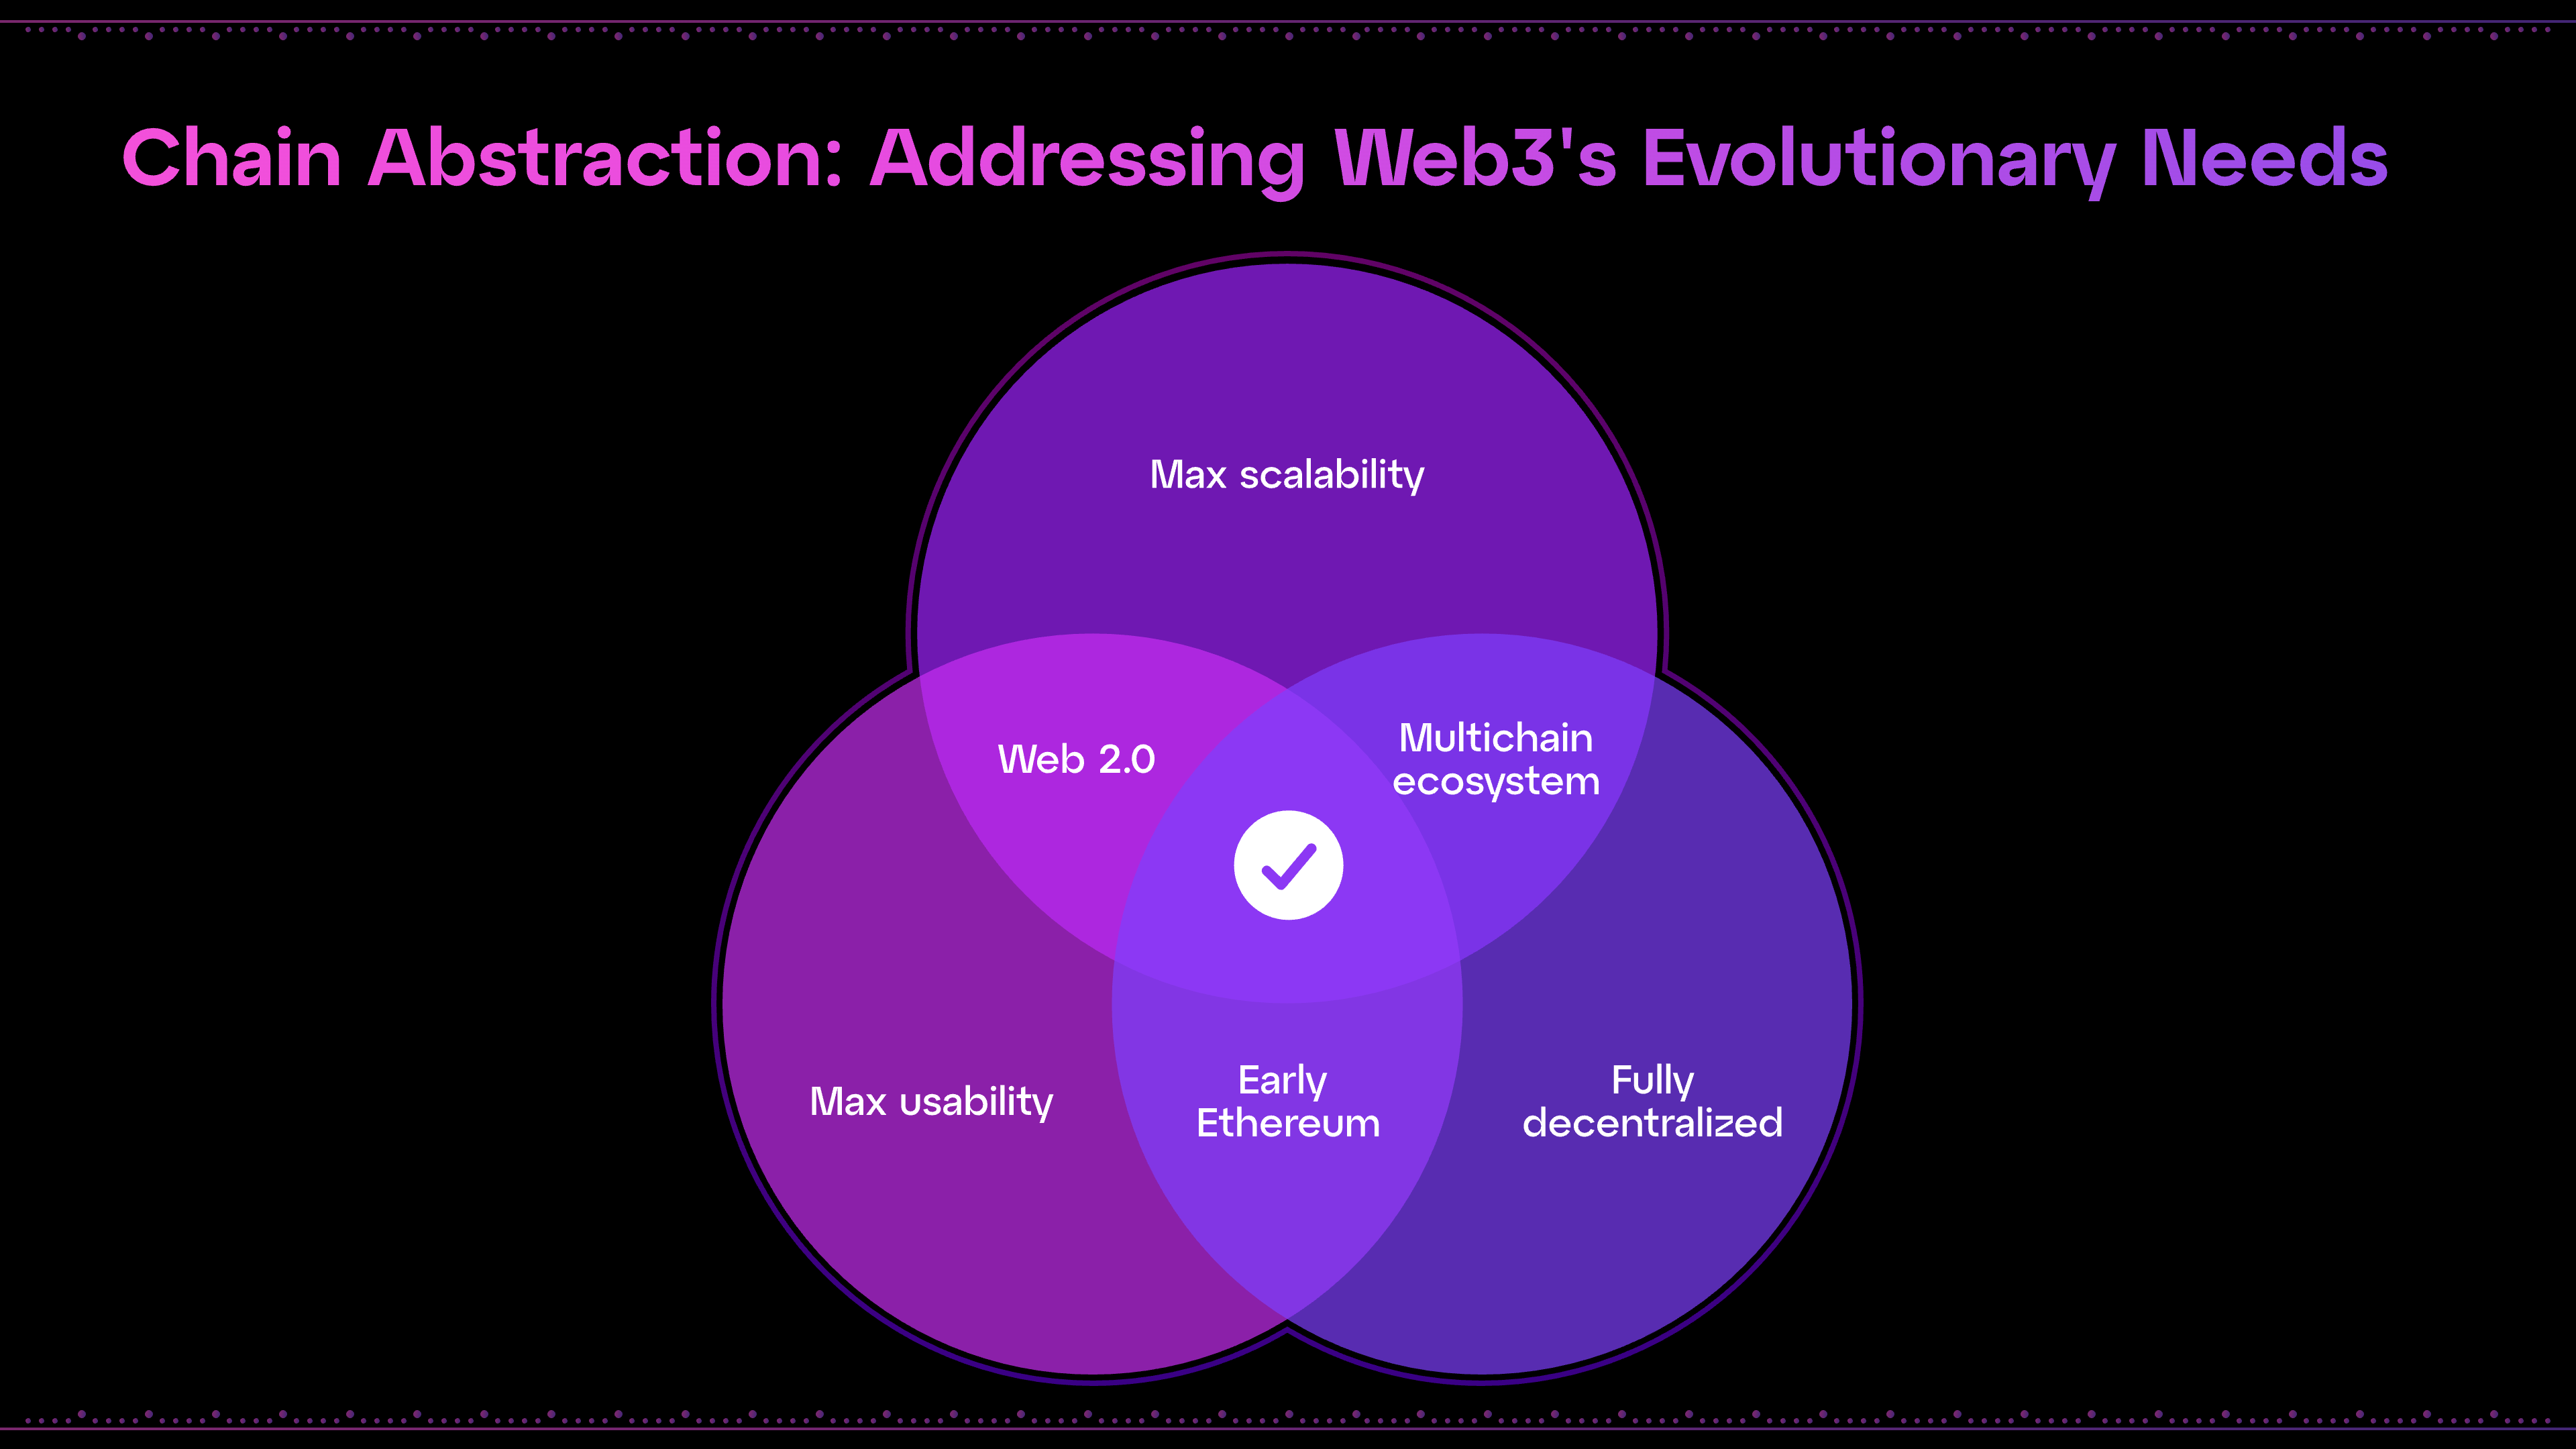 Chain Abstraction: Addressing Web3's Evolutionary Needs
Max scalability
Web 2.0
Multichain
ecosystem
Max usability
Early
Ethereum
Fully
decentralized